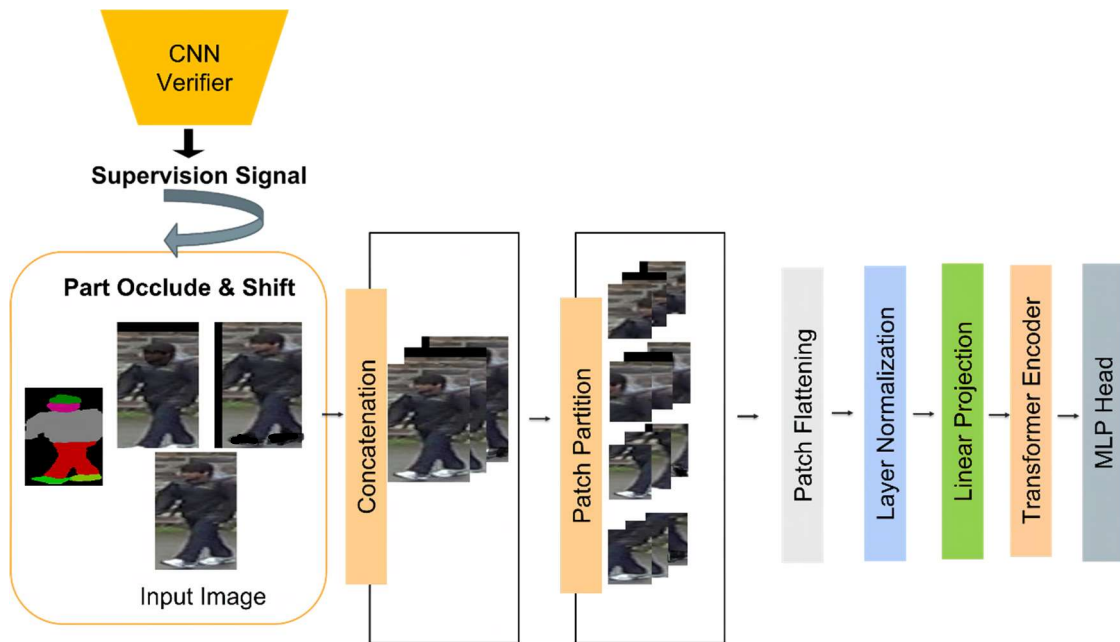 CNN
Verifier
Supervision Signal
Part Occlude & Shift
Input Image
Concatenation
Patch Partition
Patch Flattening
Layer Normalization
Linear Projection
Transformer Encoder
MLP Head